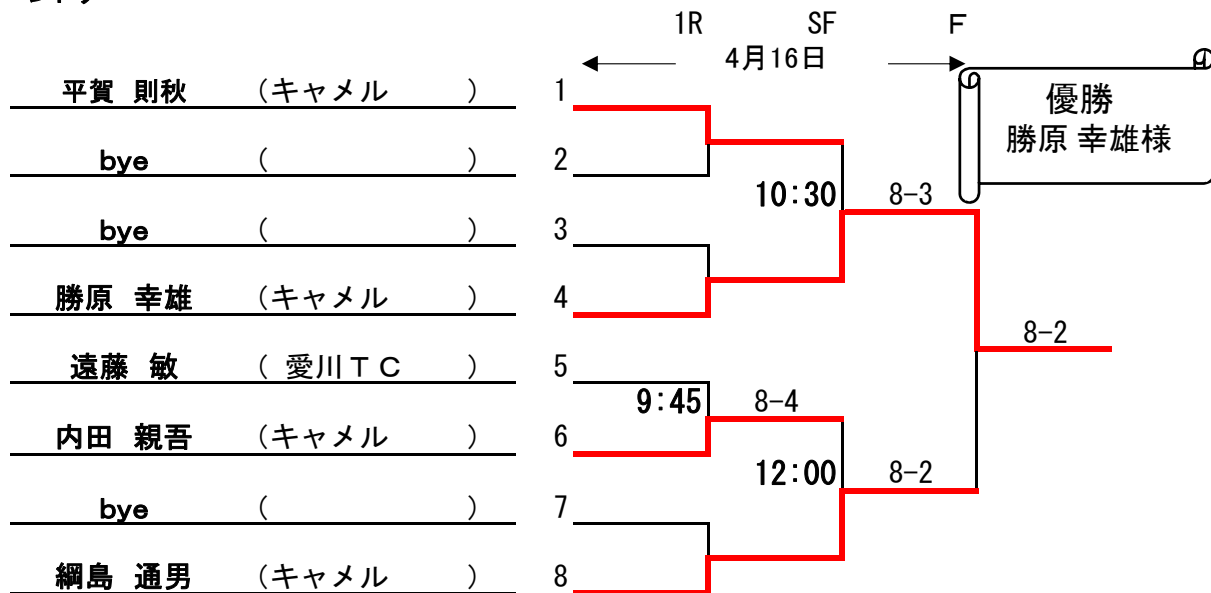 1R SF F
4月16日
平賀 則秋 (キャメル ) 1
優勝
勝原 幸雄様
bye ( ) 2
10:30 8-3
bye ( ) 3
勝原 幸雄 (キャメル ) 4
8-2
遠藤 敏 ( 愛川TC ) 5
9:45 8-4
内田 親吾 (キャメル ) 6
12:00 8-2
bye ( ) 7
綱島 通男 (キャメル ) 8